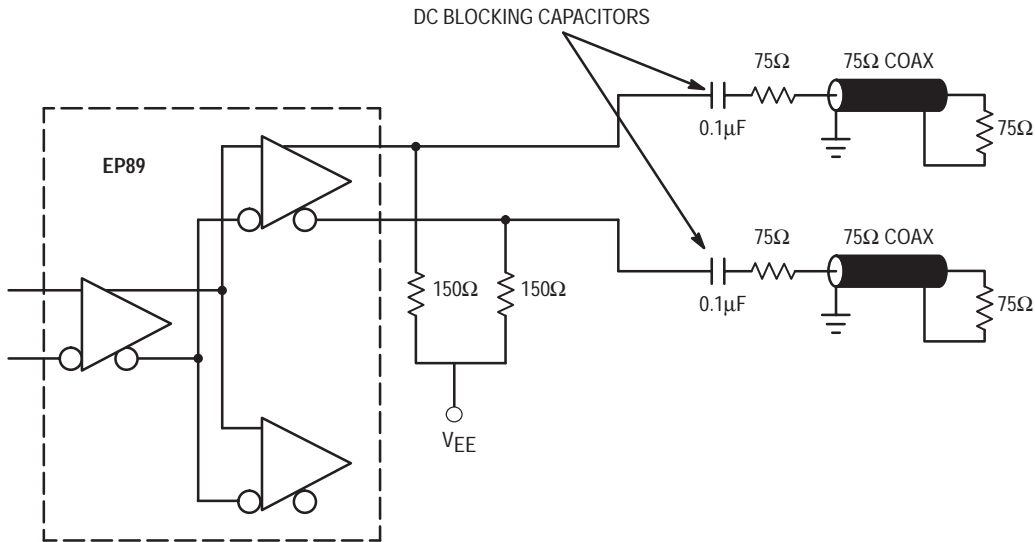 DC BLOCKING CAPACITORS
75Ω
75Ω COAX
0.1µF
75Ω
EP89
75Ω
75Ω COAX
150Ω
150Ω
0.1µF
75Ω
VEE